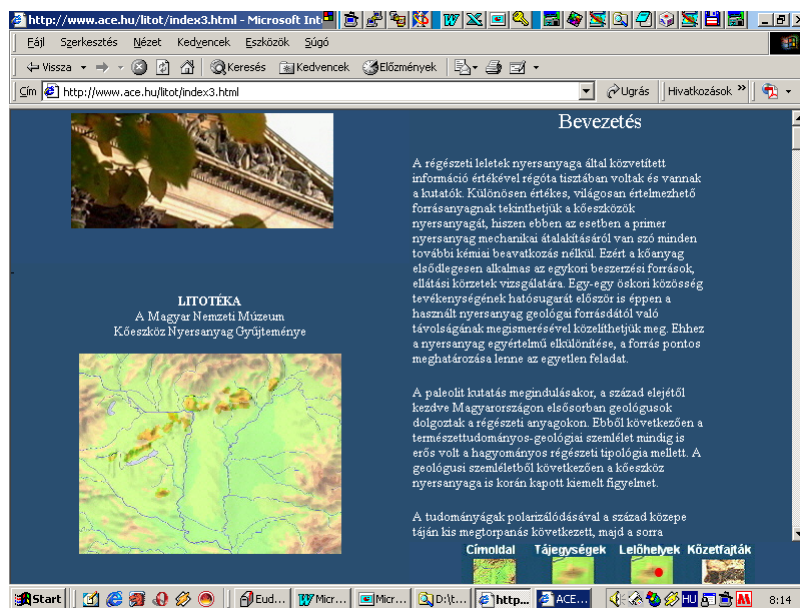 http://www.ace.hu/litot/index3.html - Microsoft Int
Fájl Szerkesztés Nézet Kedvencek Eszközök Súgó
Vissza Keresés Kedvencek Előzmények
Cím http://www.ace.hu/litot/index3.html Ugrás Hivatkozások »
LITOTÉKA
A Magyar Nemzeti Múzeum
Kőeszköz Nyersanyag Gyűjteménye
Bevezetés
A régészeti leletek nyersanyaga által közvetített
információ értékével régóta tisztában voltak és vannak
a kutatók. Különösen értékes, világosan értelmezhető
forrásanyagnak tekinthetjük a kőeszközök
nyersanyagát, hiszen ebben az esetben a primer
nyersanyag mechanikai átalakításáról van szó minden
további kémiai beavatkozás nélkül. Ezért a kőanyag
elsődlegesen alkalmas az egykori beszerzési források,
ellátási körzetek vizsgálatára. Egy-egy öskori közösség
tevékenységének hatósugarát először is éppen a
használt nyersanyag geológai forrásdától való
távolságának megismerésével közelíthetjük meg. Ehhez
a nyersanyag egyértelmű elkülönítése, a forrás pontos
meghatározása lenne az egyetlen feladat.
A paleolit kutatás megindulásakor, a század elejétől
kezdve Magyarországon elsősorban geológusok
dolgoztak a régészeti anyagokon. Ebből következően a
természettudományos-geológiai szemlélet mindig is
erős volt a hagyományos régészeti tipológia mellett. A
geológusi szemléletből következően a kőeszköz
nyersanyaga is korán kapott kiemelt figyelmet.
A tudományágak polarizálódásával a század közepe
táján kis megtorpanás következett, majd a sorra
Címoldal Tájegységek Lelőhelyek Kőzetfajták
Start Eud... Micr... Micr... D:\t... http... ACE... HU 8:14